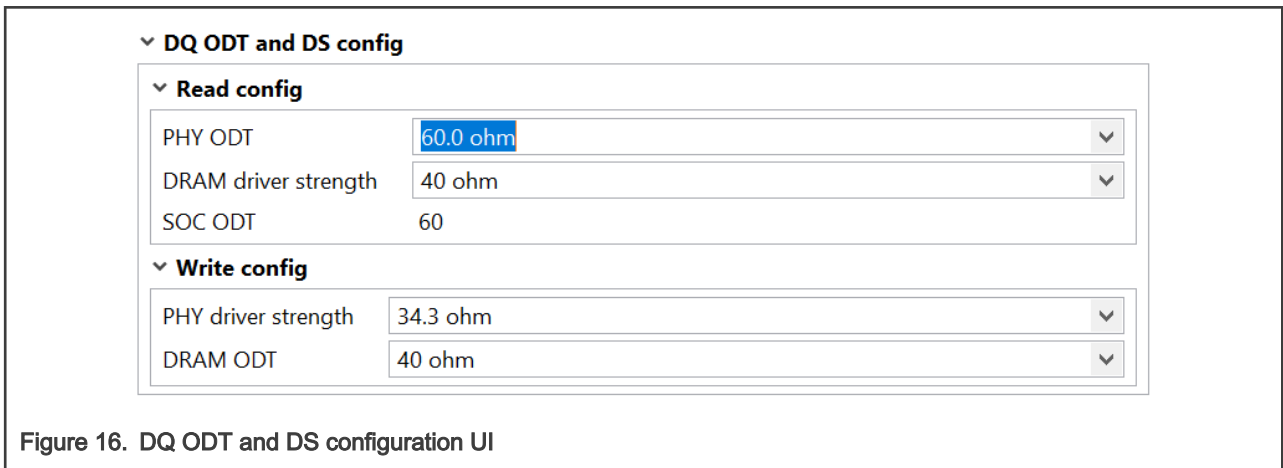 DQ ODT and DS config
Read config
PHY ODT 60.0 ohm
DRAM driver strength 40 ohm
SOC ODT 60
Write config
PHY driver strength 34.3 ohm
DRAM ODT 40 ohm
Figure 16. DQ ODT and DS configuration UI